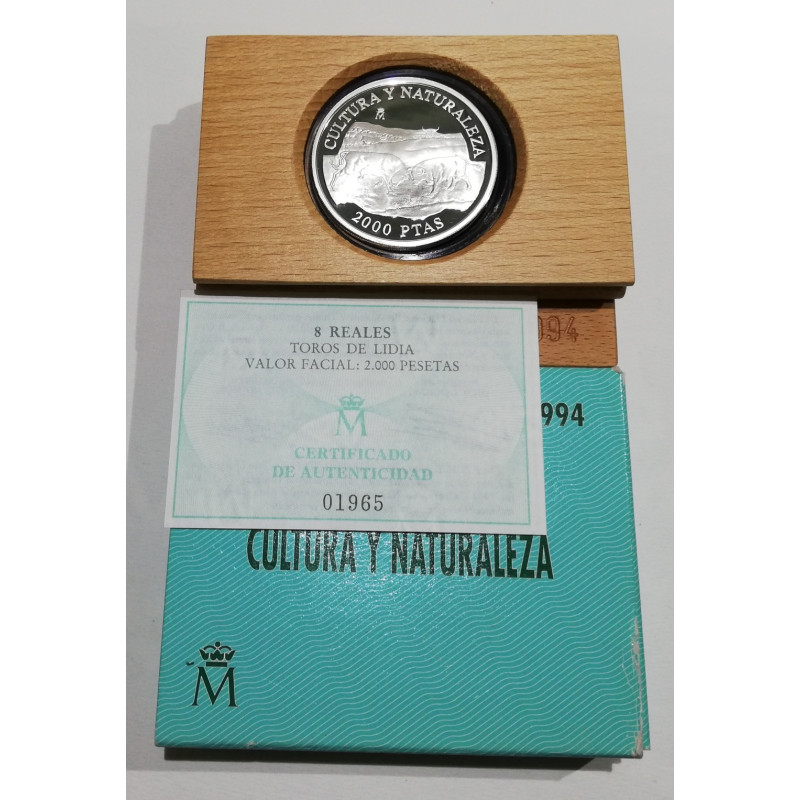 CULTURA Y NATURALEZA
M
2000 PTAS
8 REALES
TOROS DE LIDIA
VALOR FACIAL: 2.000 PESETAS
M
CERTIFICADO
DE AUTENTICIDAD
01965
994
994
CULTURA Y NATURALEZA
M